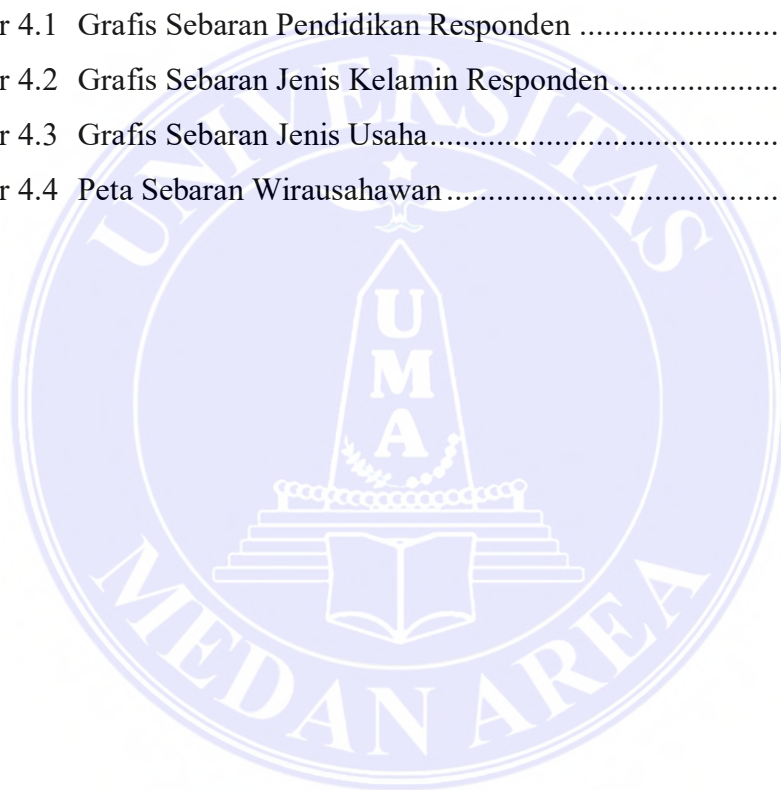 r 4.1 Grafis Sebaran Pendidikan Responden ........................
r 4.2 Grafis Sebaran Jenis Kelamin Responden....................
r 4.3 Grafis Sebaran Jenis Usaha..........................................
r 4.4 Peta Sebaran Wirausahawan........................................
UNIVERSITAS
UMA
MEDAN AREA